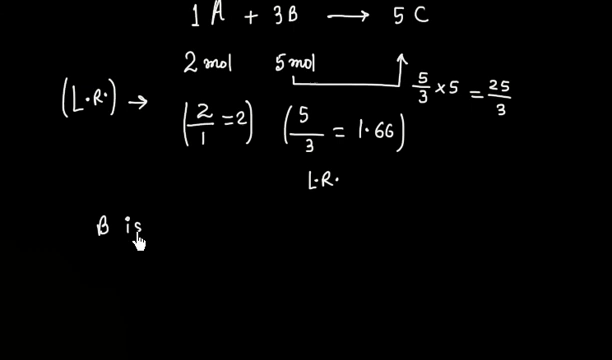 1 A + 3B → 5 C
2 mol 5 mol
5/3 × 5 = 25/3
(L.R.) → (2/1 = 2) (5/3 = 1.66)
L.R.
B is